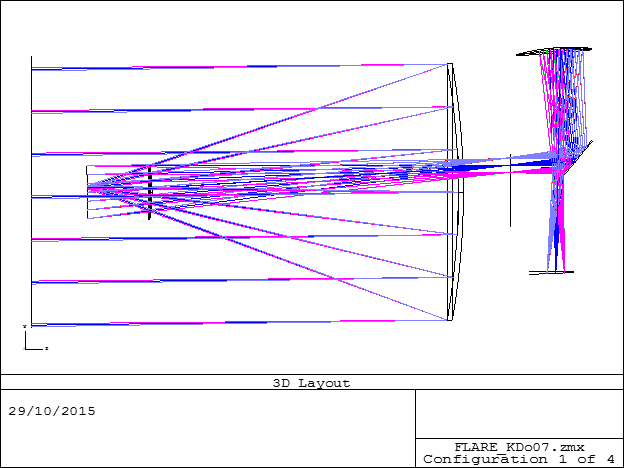 3D Layout
29/10/2015
FLARE_KDo07.zmx
Configuration 1 of 4